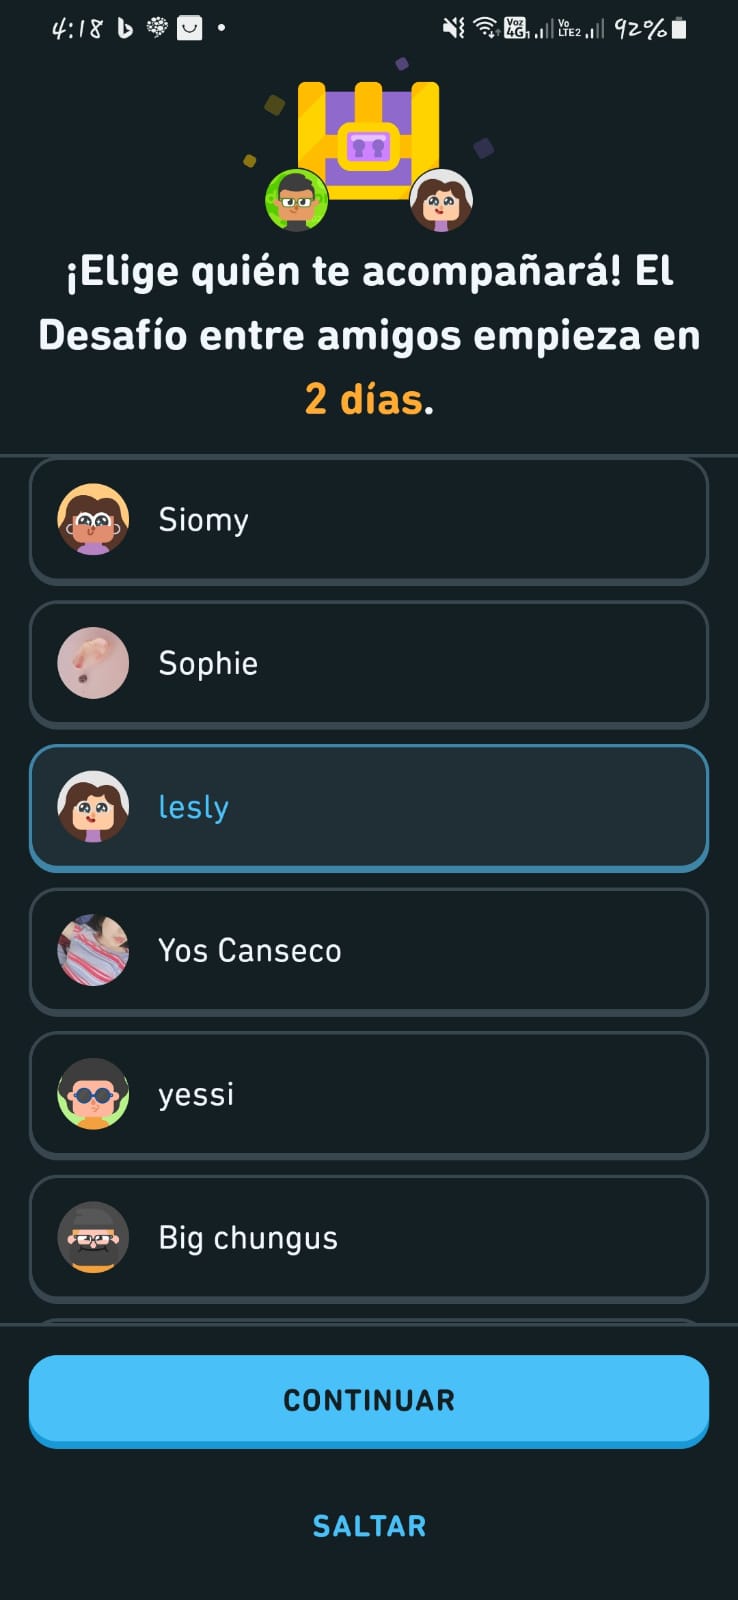 4:18
Voz
4G
Vo
LTE2
92%
¡Elige quién te acompañará! El
Desafío entre amigos empieza en
2 días.
Siomy
Sophie
lesly
Yos Canseco
yessi
Big chungus
CONTINUAR
SALTAR